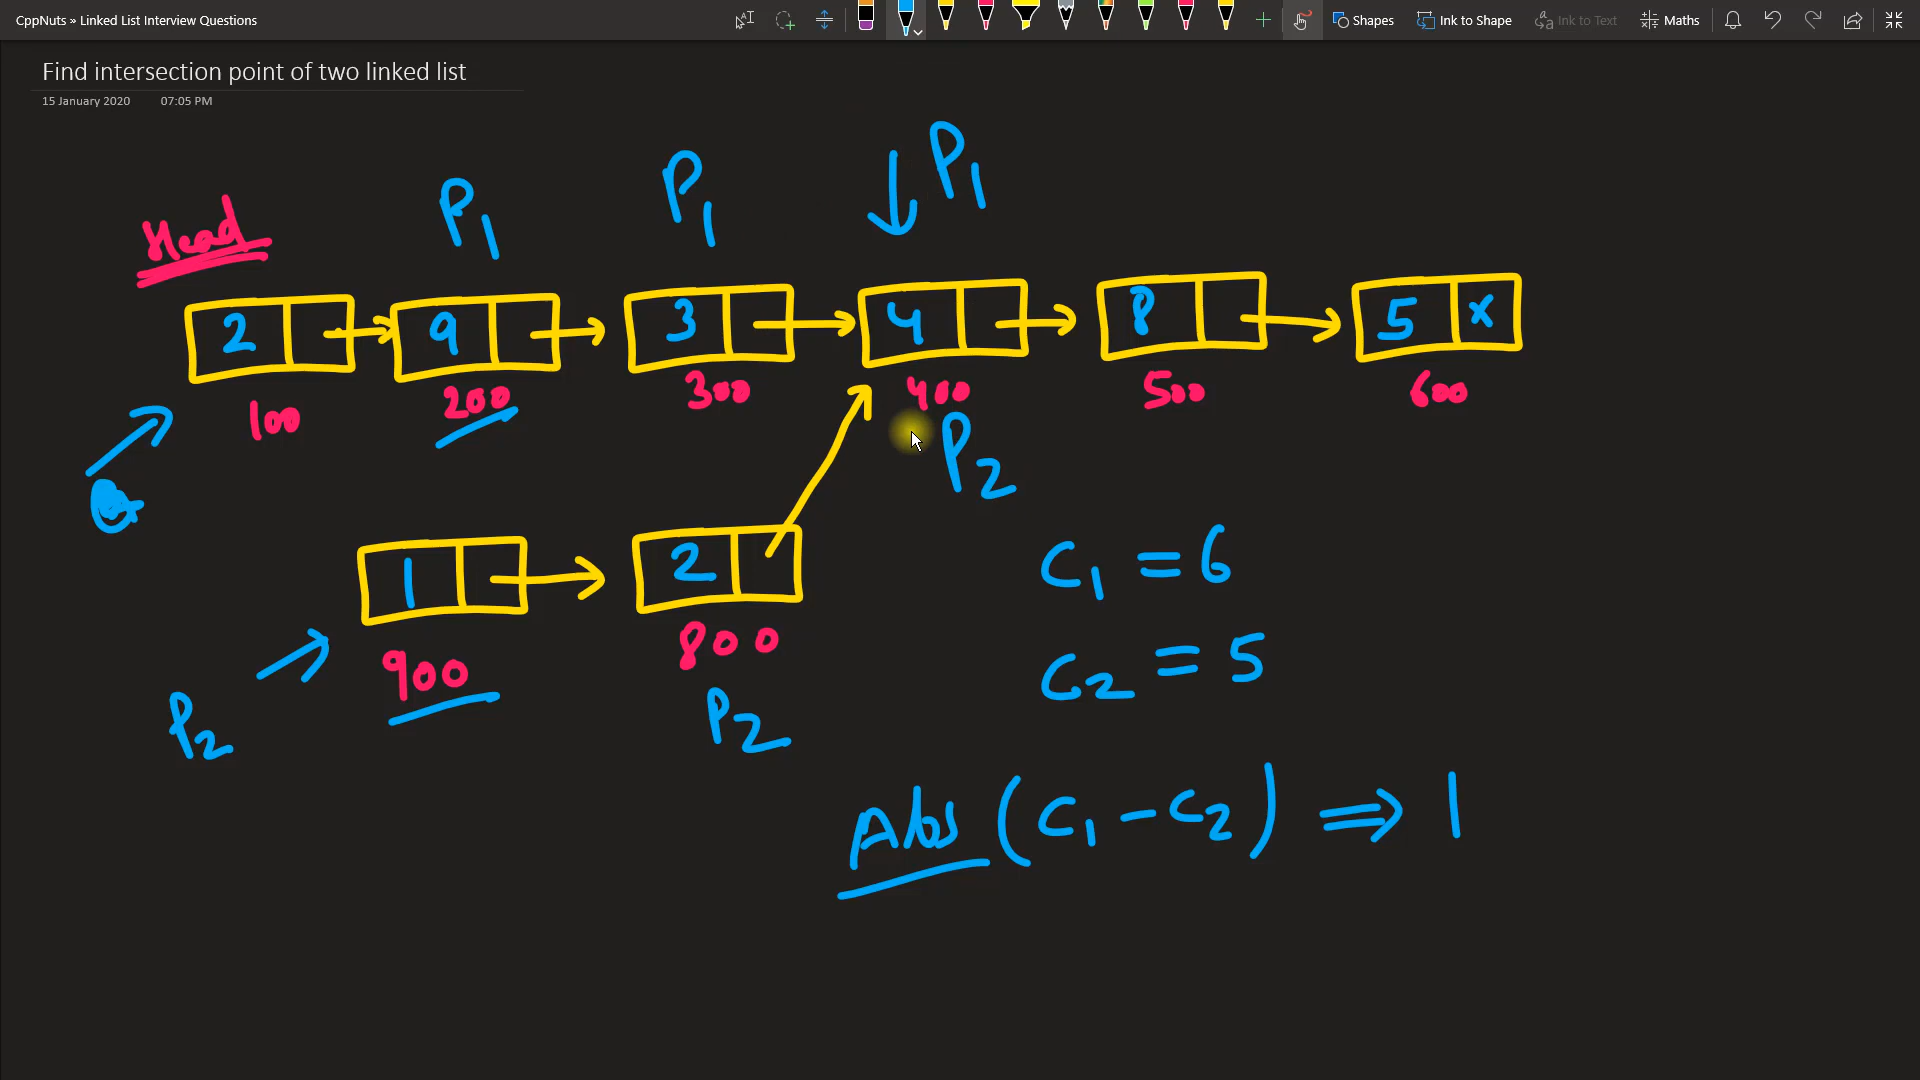 CppNuts » Linked List Interview Questions
Shapes
Ink to Shape
Ink to Text
Maths
Find intersection point of two linked list
15 January 2020 07:05 PM
P1 P1 P1
Head
2 9 3 4 8 5 x
100 200 300 400 500 600
P2
1 2
900 800
P2 P2
C1 = 6
C2 = 5
Abs (C1 - C2) ⇒ 1